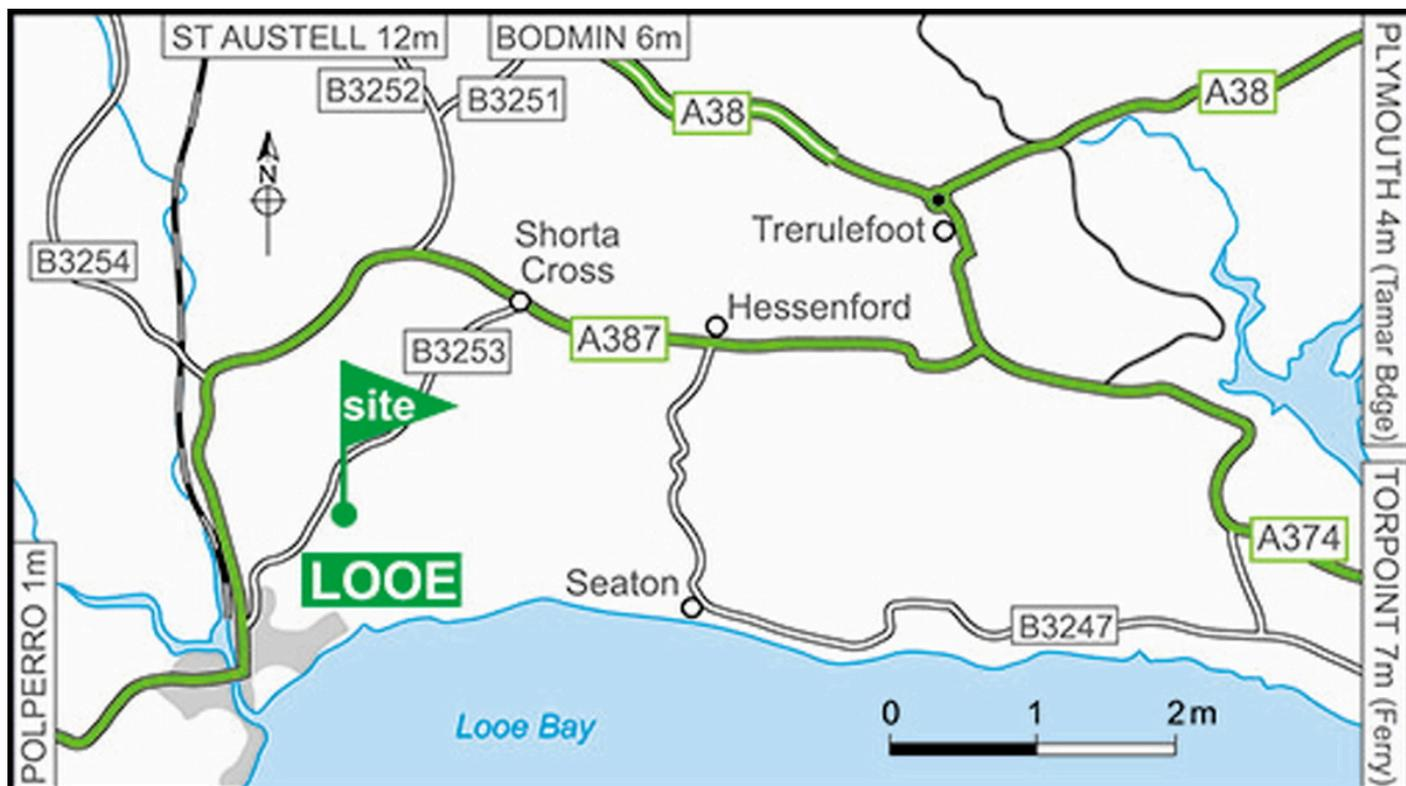 ST AUSTELL 12m
BODMIN 6m
B3252
B3251
A38
A38
PLYMOUTH 4m (Tamar Bdge)
N
Trerulefoot
Shorta
Cross
B3254
Hessenford
A387
B3253
site
TORPOINT 7m (Ferry)
A374
LOOE
Seaton
B3247
POLPERRO 1m
Looe Bay
0 1 2m